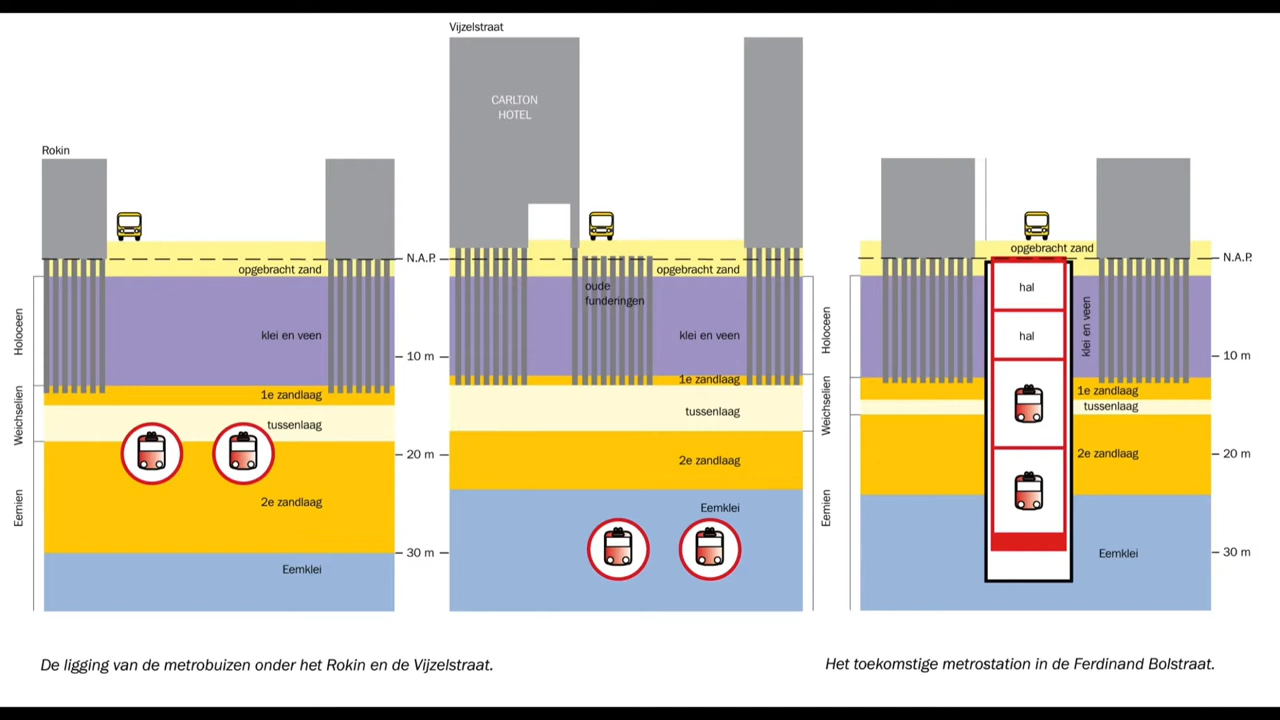 Rokin
opgebracht zand
klei en veen
1e zandlaag
tussenlaag
2e zandlaag
Eemklei
Holoceen
Weichselien
Eemien
N.A.P.
10 m
20 m
30 m
Vijzelstraat
CARLTON
HOTEL
oude
funderingen
opgebracht zand
klei en veen
1e zandlaag
tussenlaag
2e zandlaag
Eemklei
Holoceen
Weichselien
Eemien
opgebracht zand
hal
hal
klei en veen
1e zandlaag
tussenlaag
2e zandlaag
Eemklei
N.A.P.
10 m
20 m
30 m
De ligging van de metrobuizen onder het Rokin en de Vijzelstraat.
Het toekomstige metrostation in de Ferdinand Bolstraat.